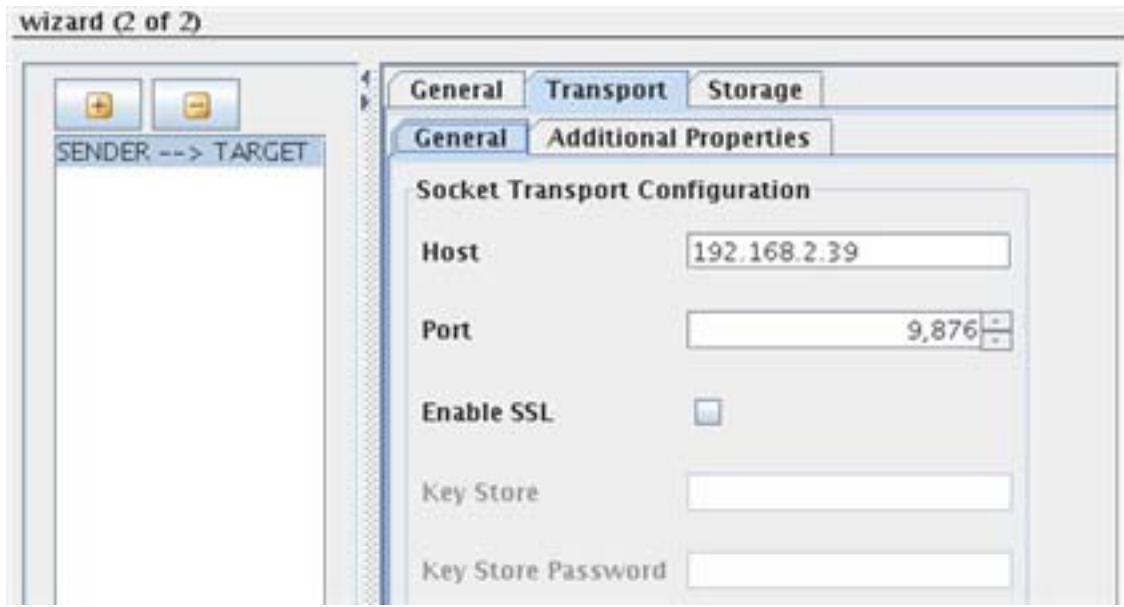 wizard (2 of 2)
SENDER --> TARGET
General Transport Storage
General Additional Properties
Socket Transport Configuration
Host 192.168.2.39
Port 9,876
Enable SSL
Key Store
Key Store Password